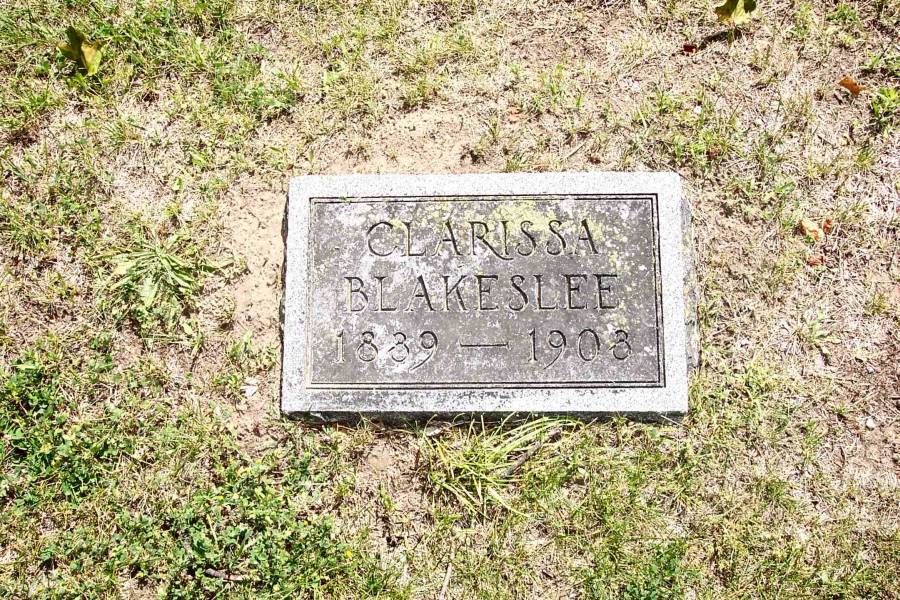 CLARISSA
BLAKESLEE
1839 — 1908